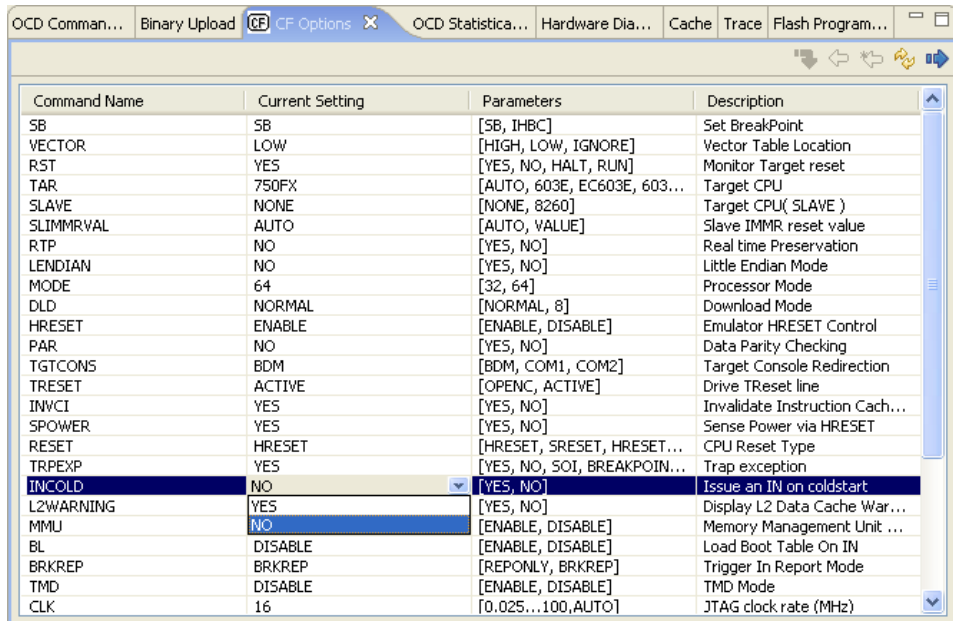 OCD Comman... Binary Upload CF CF Options OCD Statistica... Hardware Dia... Cache Trace Flash Program...
Command Name Current Setting Parameters Description
SB SB [SB, IHBC] Set BreakPoint
VECTOR LOW [HIGH, LOW, IGNORE] Vector Table Location
RST YES [YES, NO, HALT, RUN] Monitor Target reset
TAR 750FX [AUTO, 603E, EC603E, 603... Target CPU
SLAVE NONE [NONE, 8260] Target CPU( SLAVE )
SLIMMRVAL AUTO [AUTO, VALUE] Slave IMMR reset value
RTP NO [YES, NO] Real time Preservation
LENDIAN NO [YES, NO] Little Endian Mode
MODE 64 [32, 64] Processor Mode
DLD NORMAL [NORMAL, 8] Download Mode
HRESET ENABLE [ENABLE, DISABLE] Emulator HRESET Control
PAR NO [YES, NO] Data Parity Checking
TGTCONS BDM [BDM, COM1, COM2] Target Console Redirection
TRESET ACTIVE [OPENC, ACTIVE] Drive TReset line
INVCI YES [YES, NO] Invalidate Instruction Cach...
SPOWER YES [YES, NO] Sense Power via HRESET
RESET HRESET [HRESET, SRESET, HRESET... CPU Reset Type
TRPEXP YES [YES, NO, SOI, BREAKPOIN... Trap exception
INCOLD NO [YES, NO] Issue an IN on coldstart
L2WARNING YES [YES, NO] Display L2 Data Cache War...
MMU NO [ENABLE, DISABLE] Memory Management Unit ...
BL DISABLE [ENABLE, DISABLE] Load Boot Table On IN
BRKREP BRKREP [REPONLY, BRKREP] Trigger In Report Mode
TMD DISABLE [ENABLE, DISABLE] TMD Mode
CLK 16 [0.025...100,AUTO] JTAG clock rate (MHz)